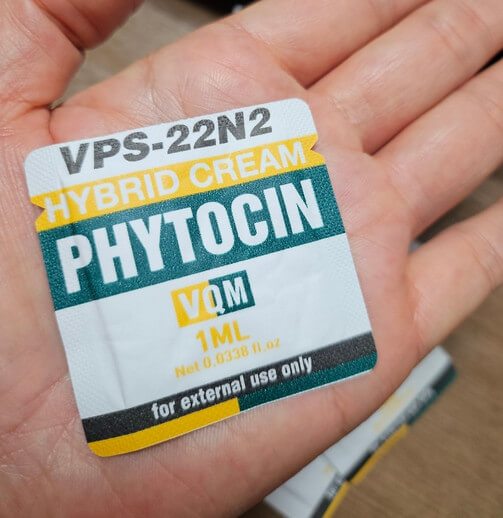 VPS-22N2
HYBRID CREAM
PHYTOCIN
VQM
1ML
Net 0.0338 fl.oz
for external use only